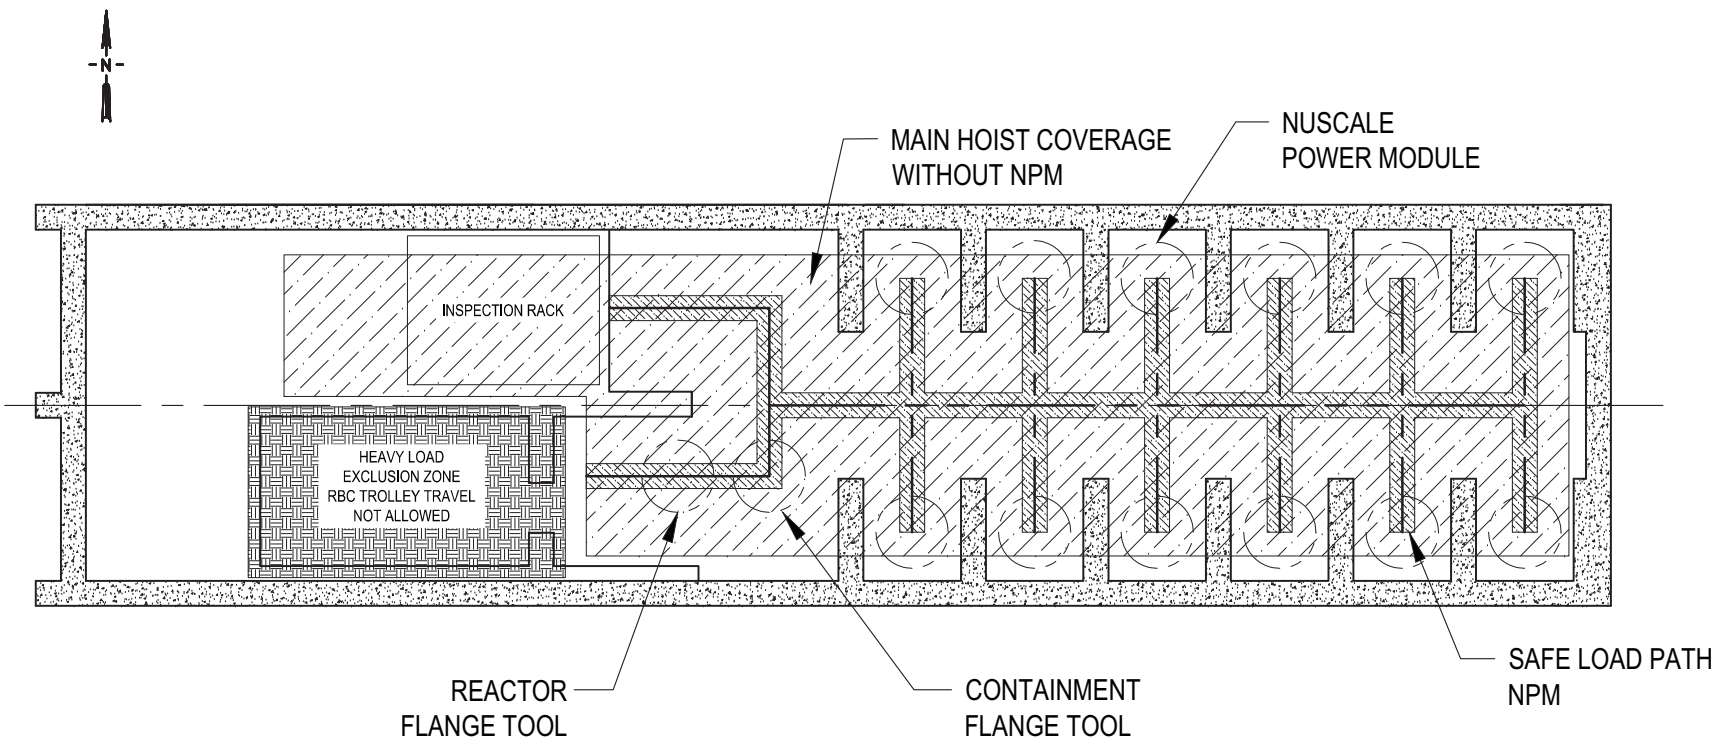 N
MAIN HOIST COVERAGE
WITHOUT NPM
NUSCALE
POWER MODULE
INSPECTION RACK
HEAVY LOAD
EXCLUSION ZONE
RBC TROLLEY TRAVEL
NOT ALLOWED
REACTOR
FLANGE TOOL
CONTAINMENT
FLANGE TOOL
SAFE LOAD PATH
NPM